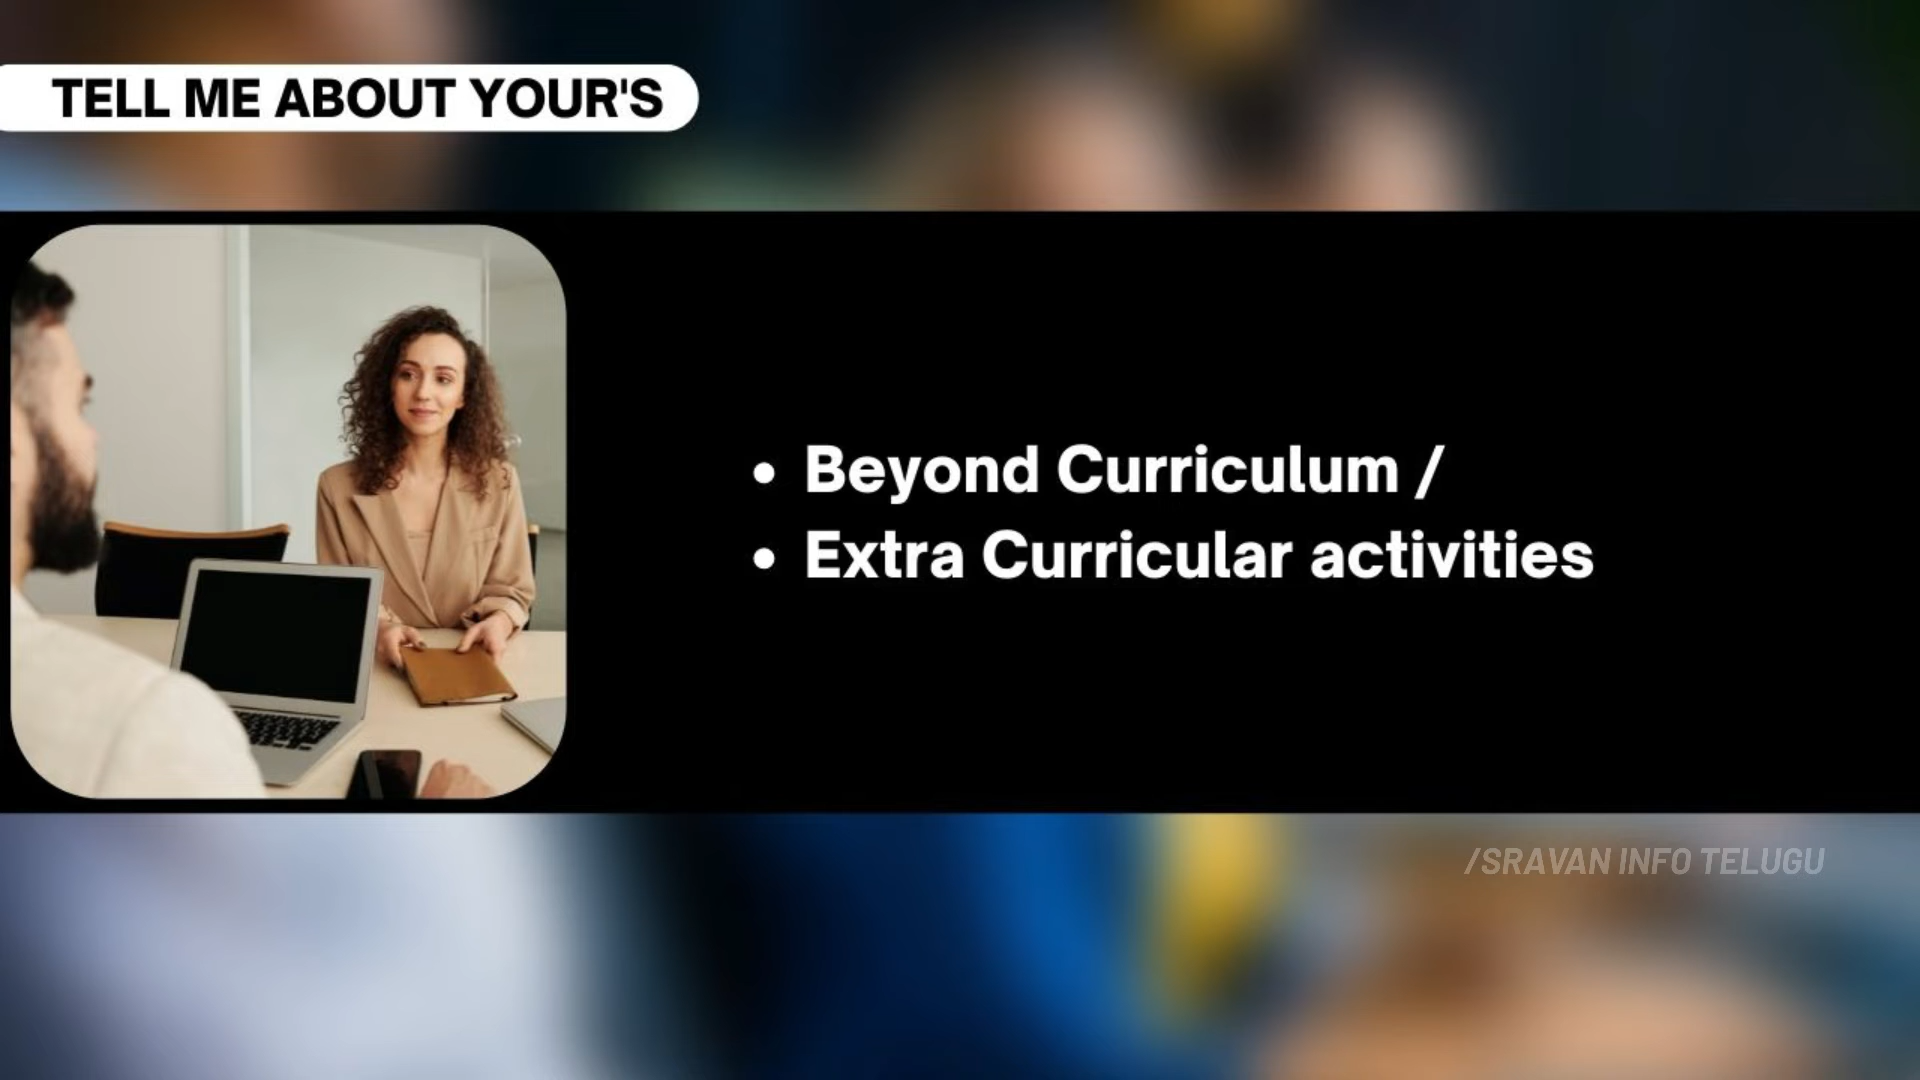 TELL ME ABOUT YOUR'S
• Beyond Curriculum /
• Extra Curricular activities
/SRAVAN INFO TELUGU